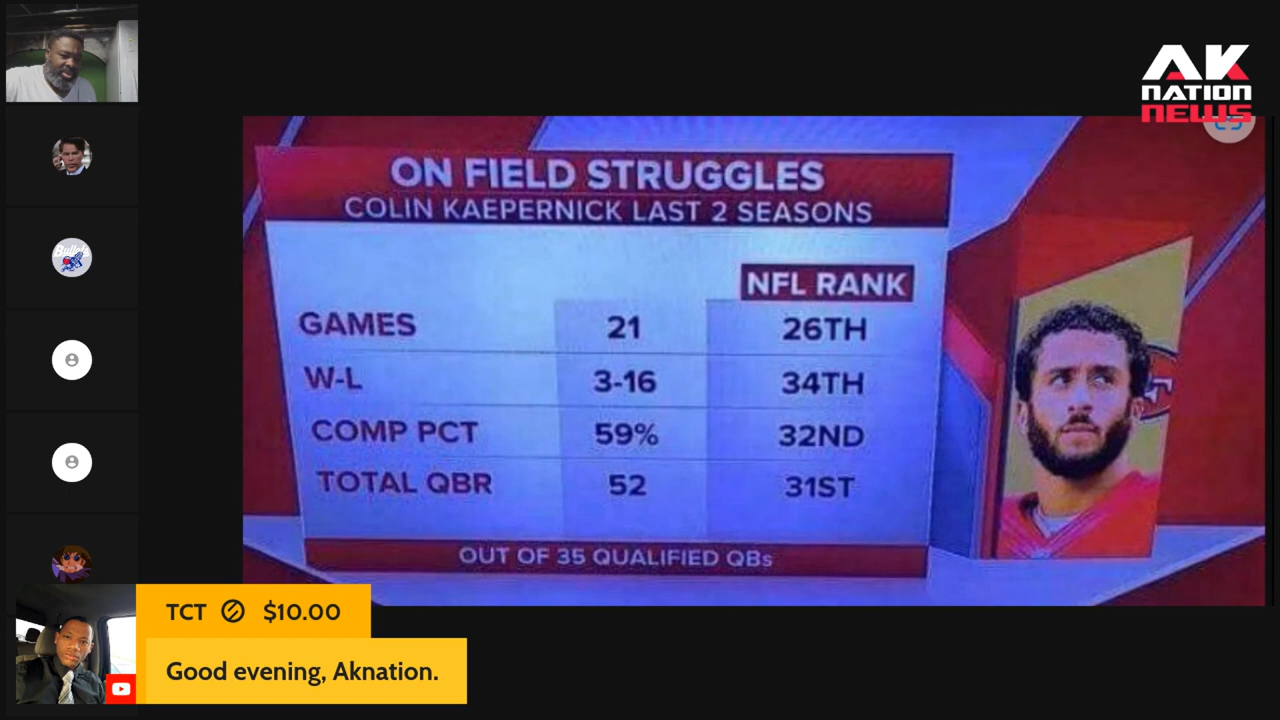 AK
NATION
NEWS
ON FIELD STRUGGLES
COLIN KAEPERNICK LAST 2 SEASONS
NFL RANK
GAMES 21 26TH
W-L 3-16 34TH
COMP PCT 59% 32ND
TOTAL QBR 52 31ST
OUT OF 35 QUALIFIED QBs
Bullets
TCT $10.00
Good evening, Aknation.